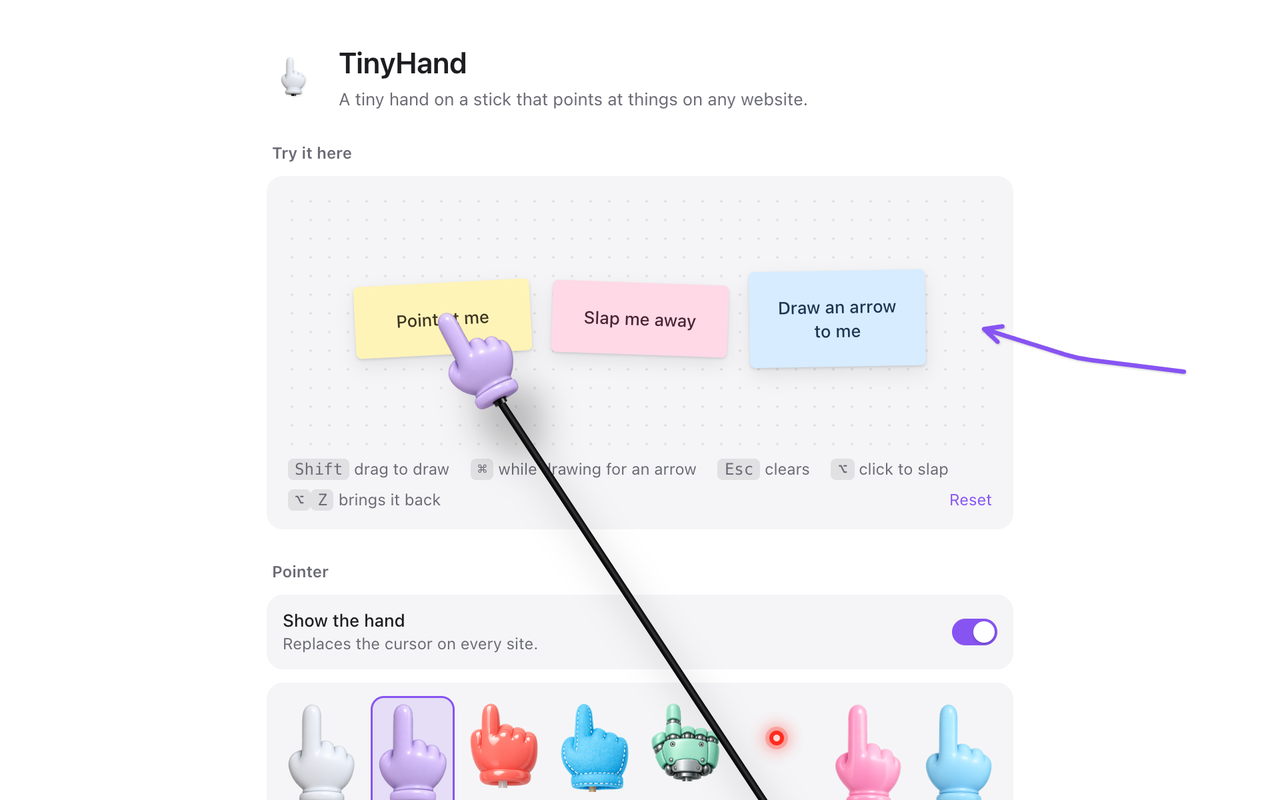 TinyHand
A tiny hand on a stick that points at things on any website.
Try it here
Point at me
Slap me away
Draw an arrow
to me
Shift drag to draw ⌘ while drawing for an arrow Esc clears ⌥ click to slap
⌥ Z brings it back
Reset
Pointer
Show the hand
Replaces the cursor on every site.